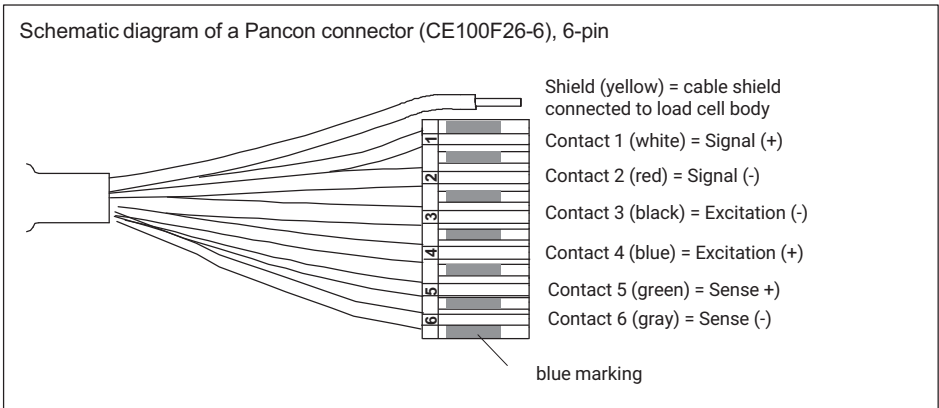 Schematic diagram of a Pancon connector (CE100F26-6), 6-pin
Shield (yellow) = cable shield
connected to load cell body
1
Contact 1 (white) = Signal (+)
2
Contact 2 (red) = Signal (-)
3
Contact 3 (black) = Excitation (-)
4
Contact 4 (blue) = Excitation (+)
5
Contact 5 (green) = Sense +)
6
Contact 6 (gray) = Sense (-)
blue marking